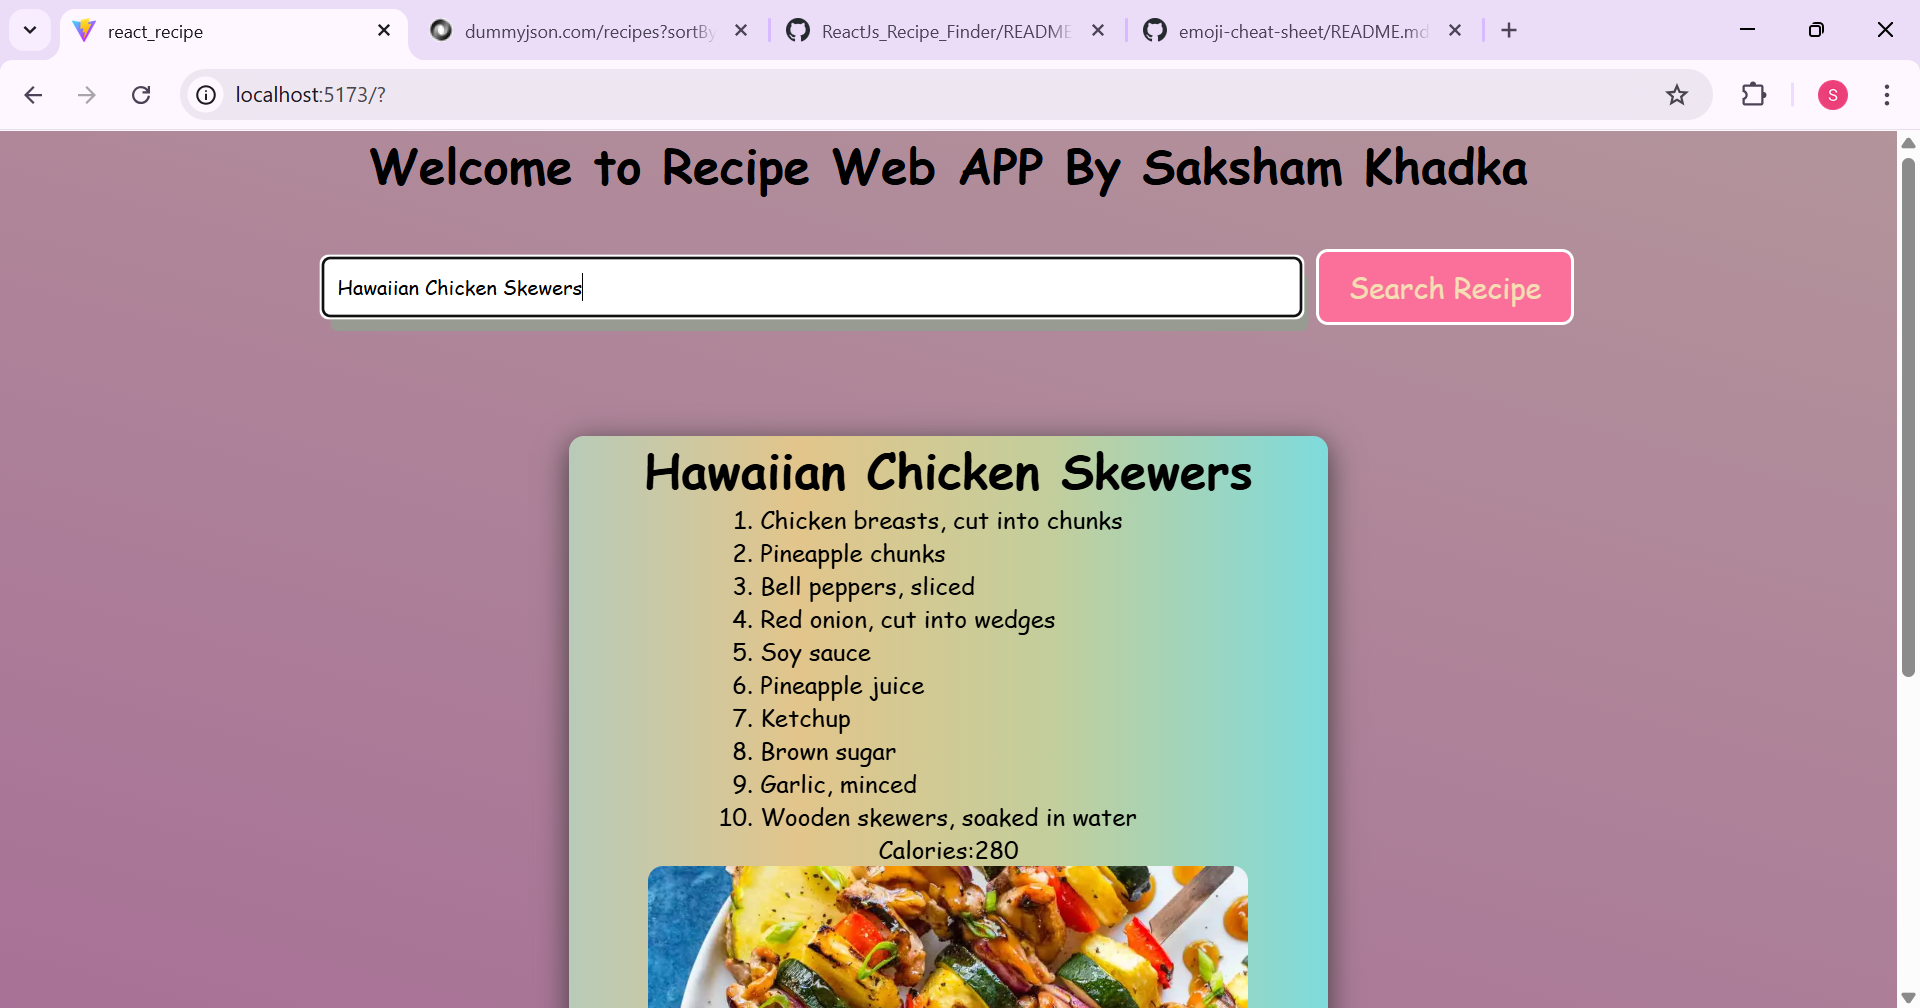 react_recipe
dummyjson.com/recipes?sortBy
ReactJs_Recipe_Finder/README
emoji-cheat-sheet/README.md
localhost:5173/?
S
Welcome to Recipe Web APP By Saksham Khadka
Hawaiian Chicken Skewers
Search Recipe
Hawaiian Chicken Skewers
1. Chicken breasts, cut into chunks
2. Pineapple chunks
3. Bell peppers, sliced
4. Red onion, cut into wedges
5. Soy sauce
6. Pineapple juice
7. Ketchup
8. Brown sugar
9. Garlic, minced
10. Wooden skewers, soaked in water
Calories:280